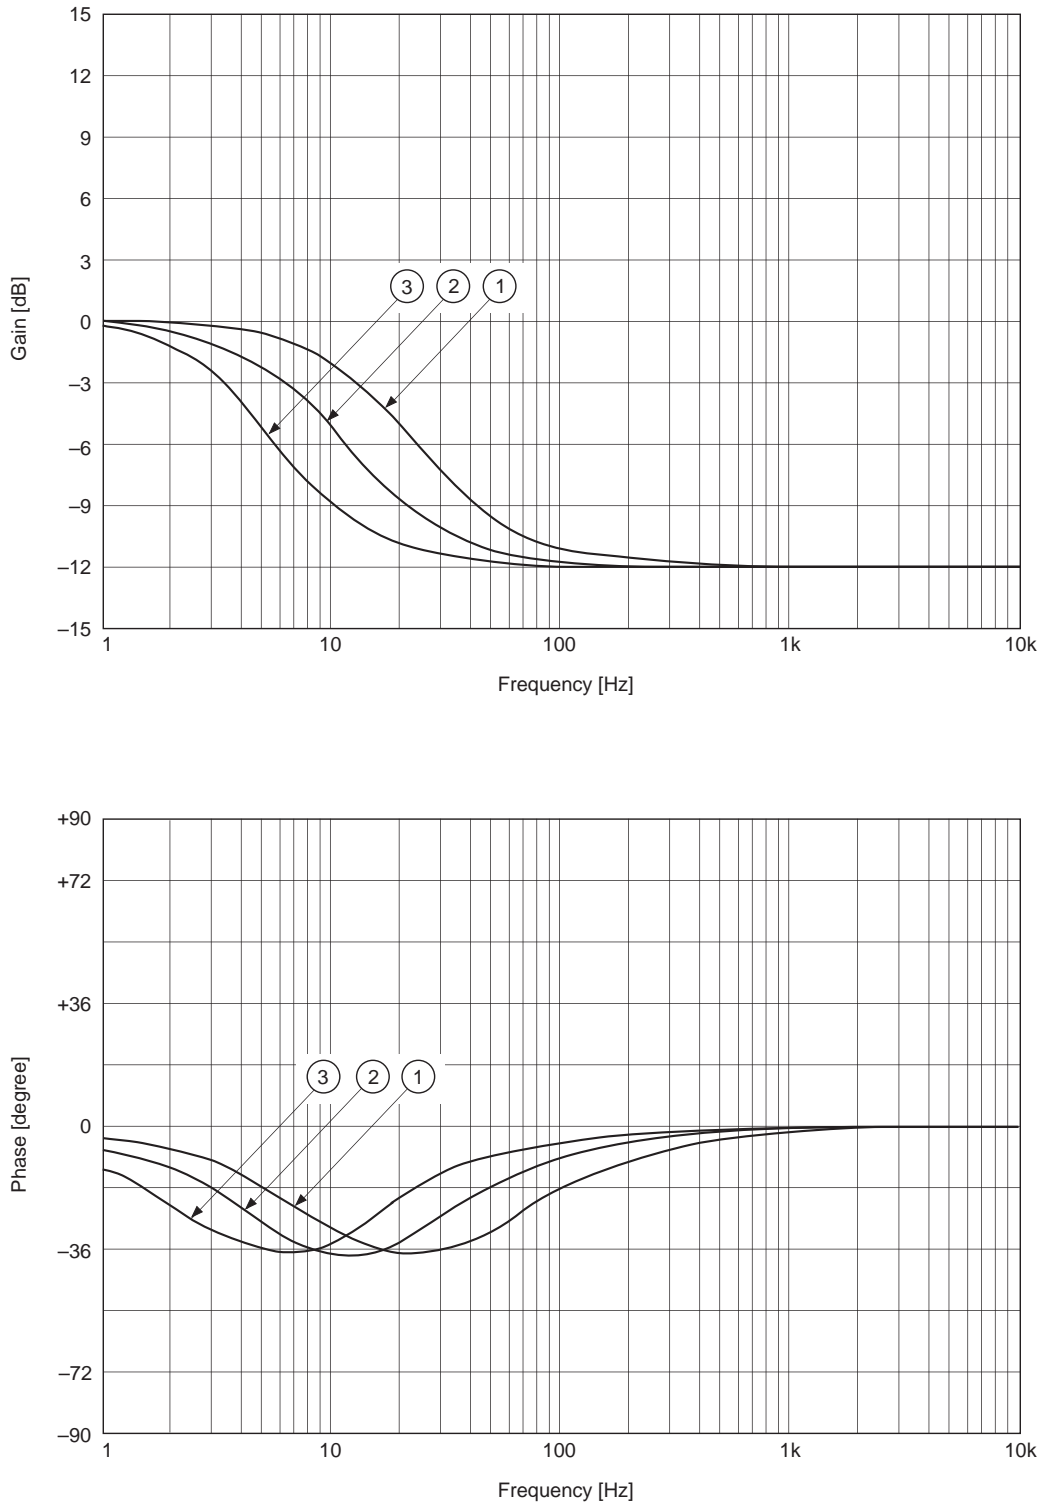 15
12
9
6
3
0
–3
–6
–9
–12
–15
Gain [dB]
3 2 1
1 10 100 1k 10k
Frequency [Hz]
+90
+72
+36
0
–36
–72
–90
Phase [degree]
3 2 1
1 10 100 1k 10k
Frequency [Hz]